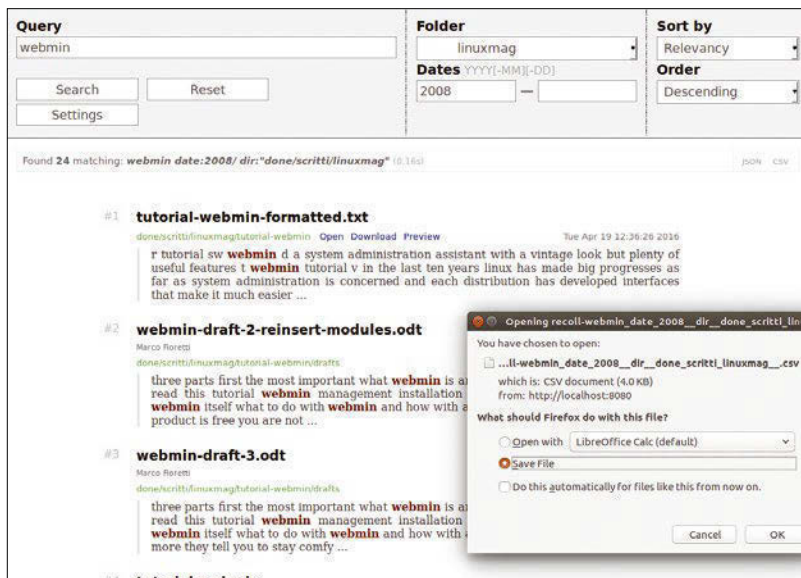 Query
webmin
Search
Reset
Settings
Folder
linuxmag
Dates YYYY[-MM][-DD]
2008 —
Sort by
Relevancy
Order
Descending
Found 24 matching: webmin date:2008/ dir:"done/scritti/linuxmag" (0.16s)
JSON CSV
#1 tutorial-webmin-formatted.txt
done/scritti/linuxmag/tutorial-webmin Open Download Preview Tue Apr 19 12:36:26 2016
r tutorial sw webmin d a system administration assistant with a vintage look but plenty of
useful features t webmin tutorial v in the last ten years linux has made big progresses as
far as system administration is concerned and each distribution has developed interfaces
that make it much easier ...
#2 webmin-draft-2-reinsert-modules.odt
Marco Fioretti
done/scritti/linuxmag/tutorial-webmin/drafts
three parts first the most important what webmin is
read this tutorial webmin management installation
webmin itself what to do with webmin and how with
product is free you are not ...
#3 webmin-draft-3.odt
Marco Fioretti
done/scritti/linuxmag/tutorial-webmin/drafts
three parts first the most important what webmin is
read this tutorial webmin management installation
webmin itself what to do with webmin and how with
more they tell you to stay comfy ...
Opening recoll-webmin_date_2008__dir__done_scritti_lin
You have chosen to open:
...ll-webmin_date_2008__dir__done_scritti_linuxmag__.csv
which is: CSV document (4.0 KB)
from: http://localhost:8080
What should Firefox do with this file?
Open with LibreOffice Calc (default)
Save File
Do this automatically for files like this from now on.
Cancel
OK